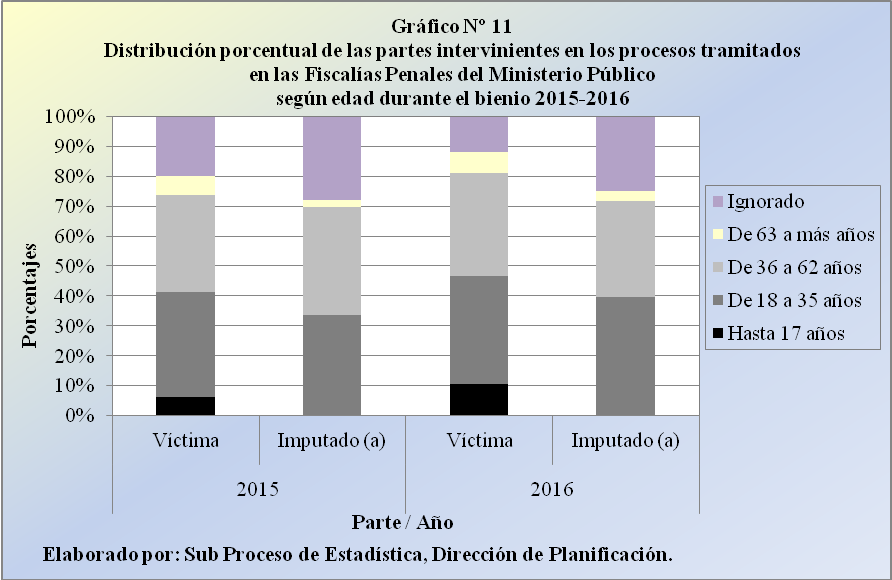 Gráfico Nº 11
Distribución porcentual de las partes intervinientes en los procesos tramitados
en las Fiscalías Penales del Ministerio Público
según edad durante el bienio 2015-2016
100%
90%
80%
70%
60%
50%
40%
30%
20%
10%
0%
Porcentajes
Víctima
Imputado (a)
Víctima
Imputado (a)
2015
2016
Parte / Año
Ignorado
De 63 a más años
De 36 a 62 años
De 18 a 35 años
Hasta 17 años
Elaborado por: Sub Proceso de Estadística, Dirección de Planificación.